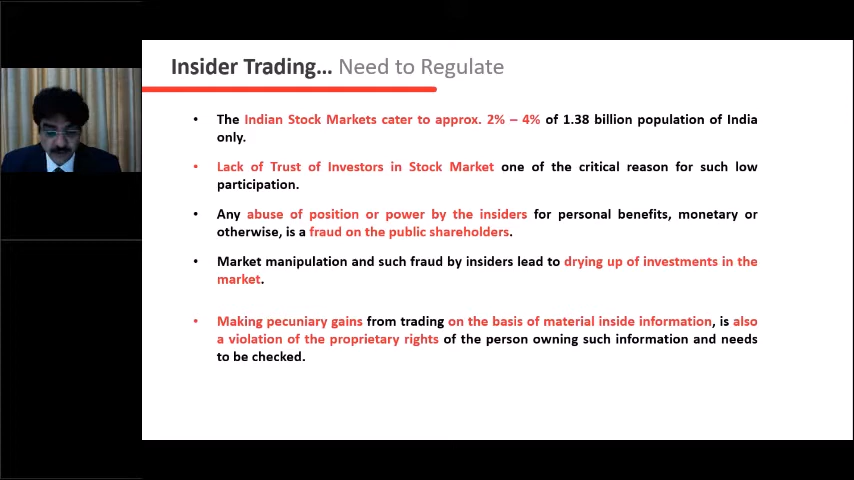 Insider Trading... Need to Regulate
• The Indian Stock Markets cater to approx. 2% – 4% of 1.38 billion population of India
only.
• Lack of Trust of Investors in Stock Market one of the critical reason for such low
participation.
• Any abuse of position or power by the insiders for personal benefits, monetary or
otherwise, is a fraud on the public shareholders.
• Market manipulation and such fraud by insiders lead to drying up of investments in the
market.
• Making pecuniary gains from trading on the basis of material inside information, is also
a violation of the proprietary rights of the person owning such information and needs
to be checked.